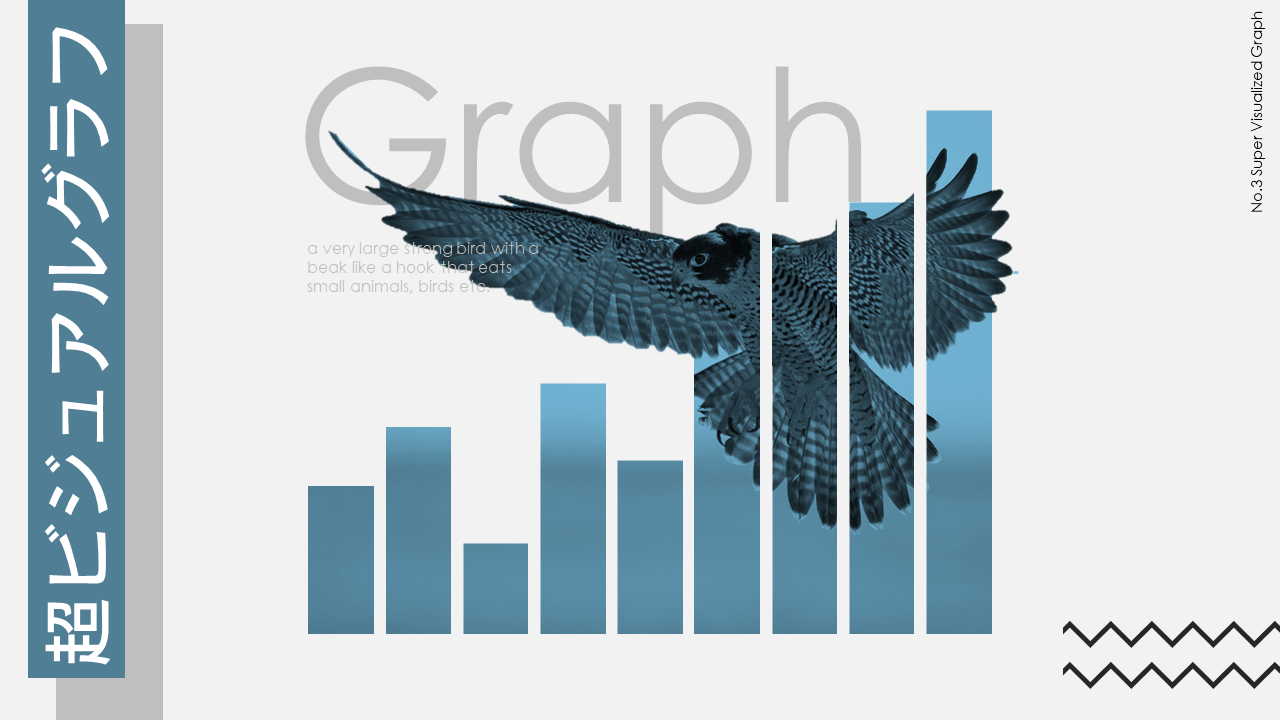 超ビジュアルグラフ
Graph
a very large strong bird with a
beak like a hook that eats
small animals, birds etc.
No.3 Super Visualized Graph